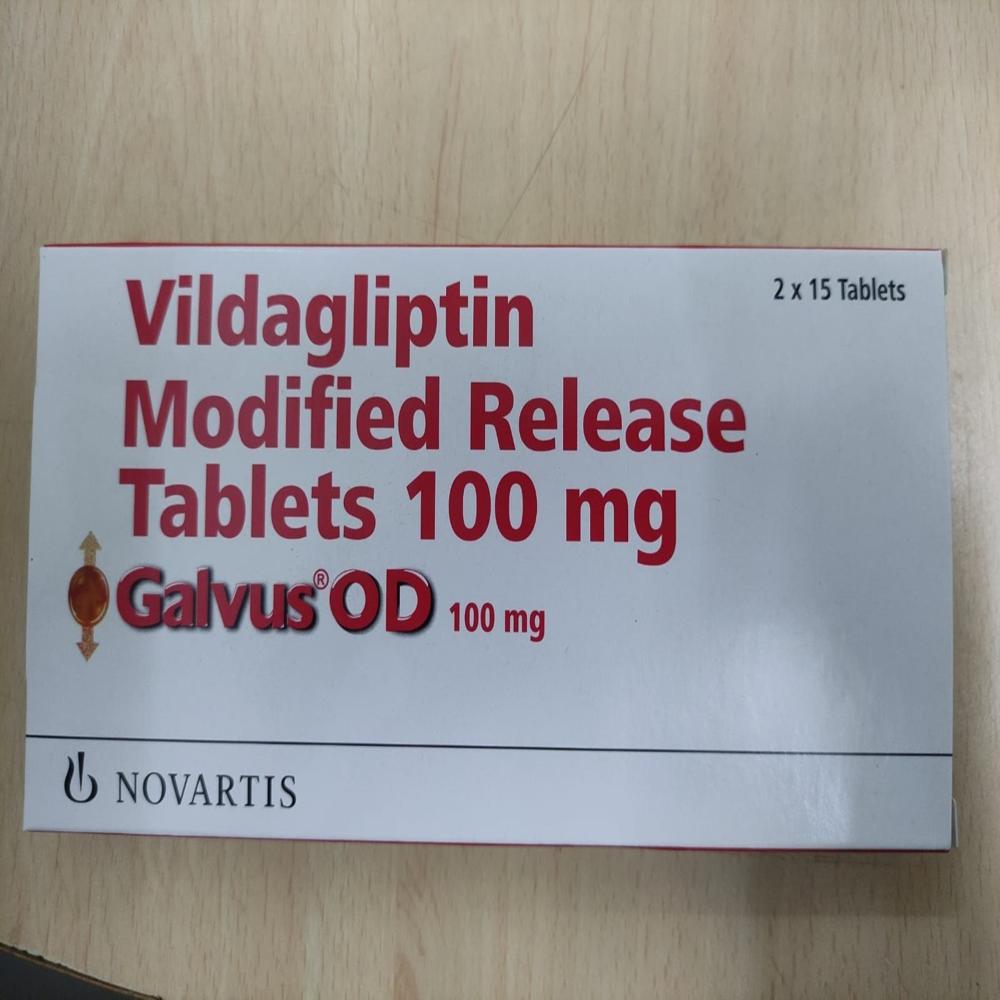 2 x 15 Tablets
Vildagliptin
Modified Release
Tablets 100 mg
Galvus® OD 100 mg
NOVARTIS